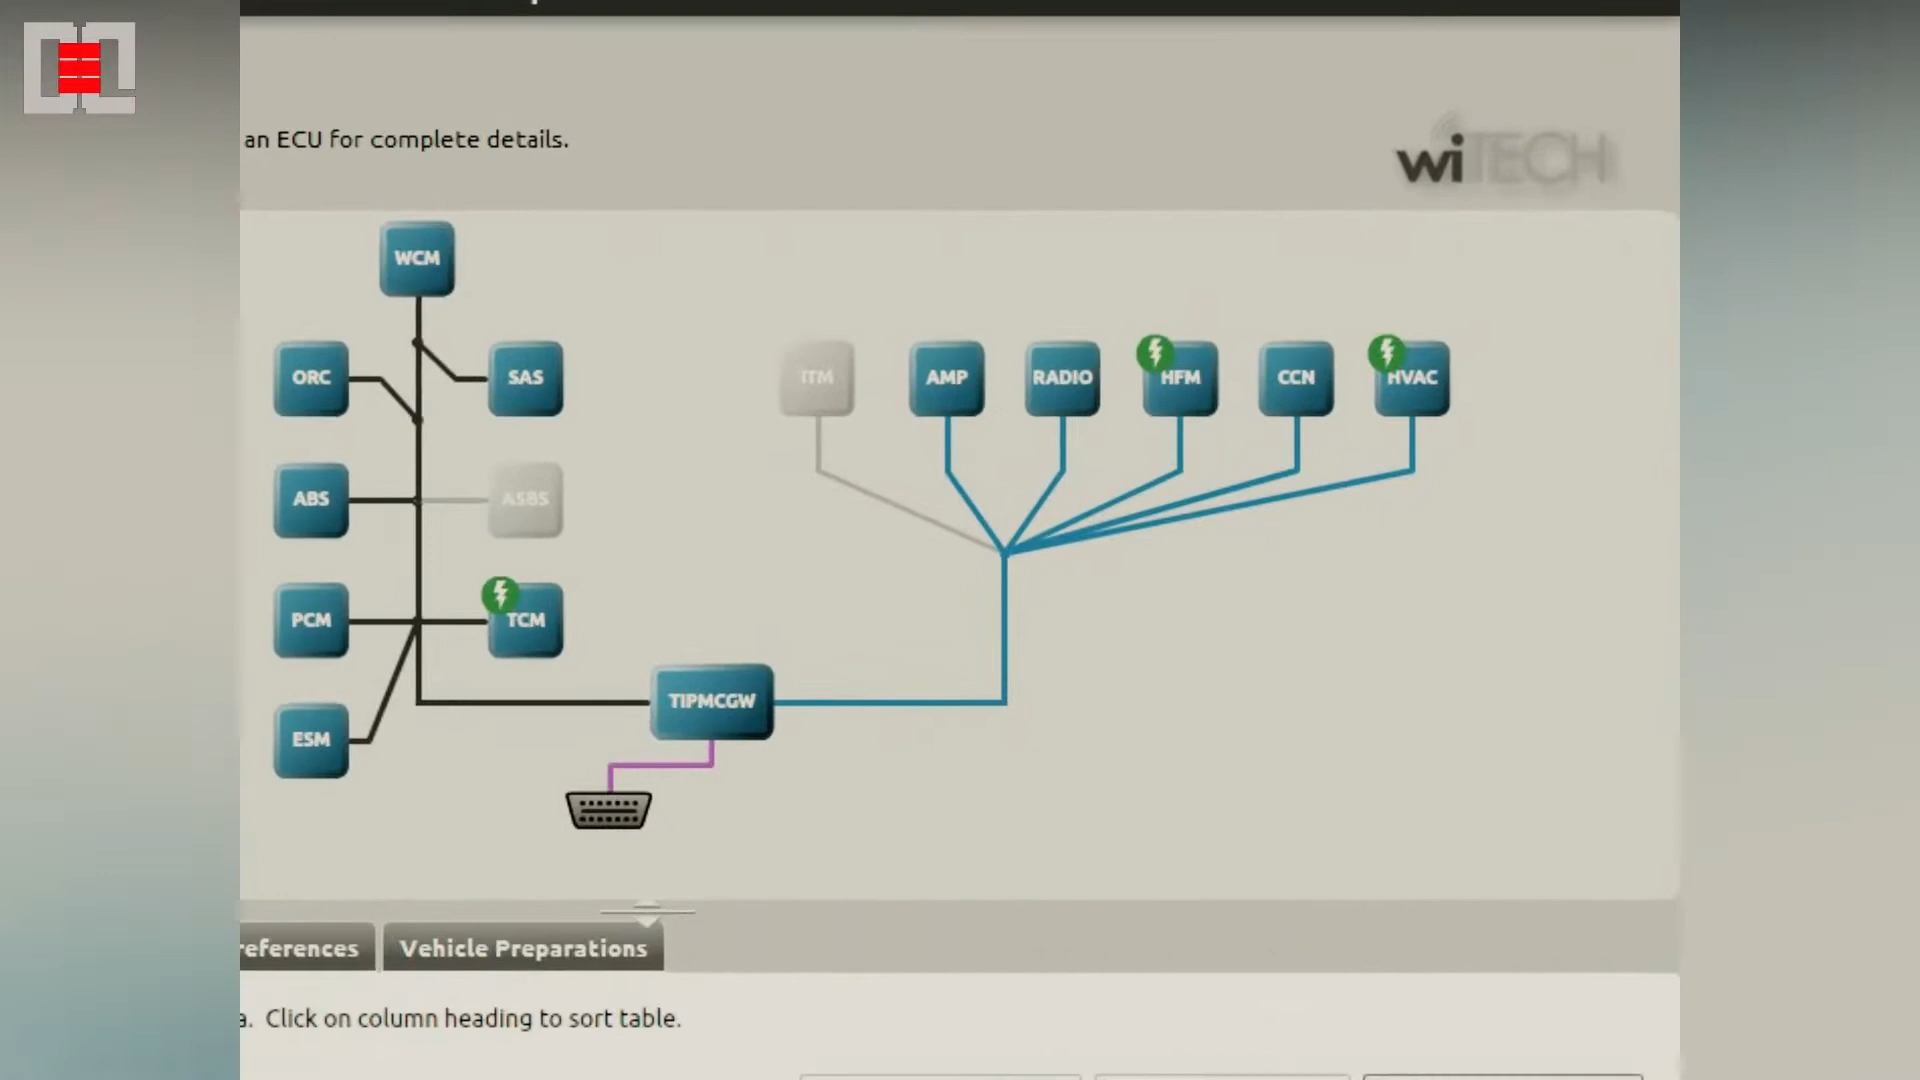 an ECU for complete details.
wiTECH
WCM
ORC
SAS
ITM
AMP
RADIO
HFM
CCN
HVAC
ABS
ASBS
PCM
TCM
TIPMCGW
ESM
references
Vehicle Preparations
a. Click on column heading to sort table.